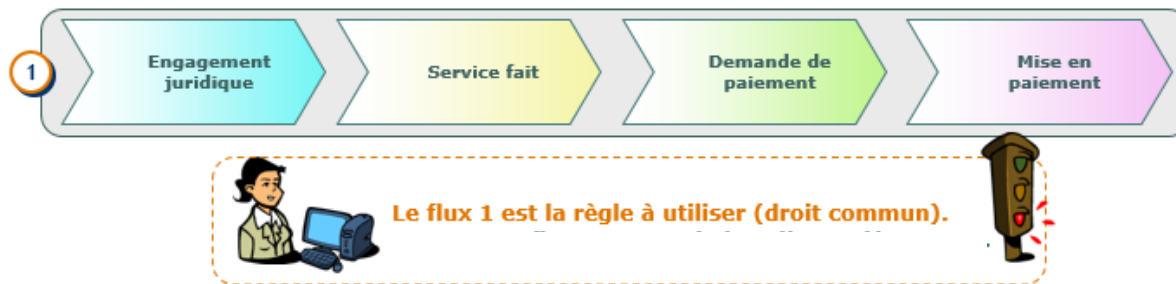 1
Engagement
juridique
Service fait
Demande de
paiement
Mise en
paiement
Le flux 1 est la règle à utiliser (droit commun).